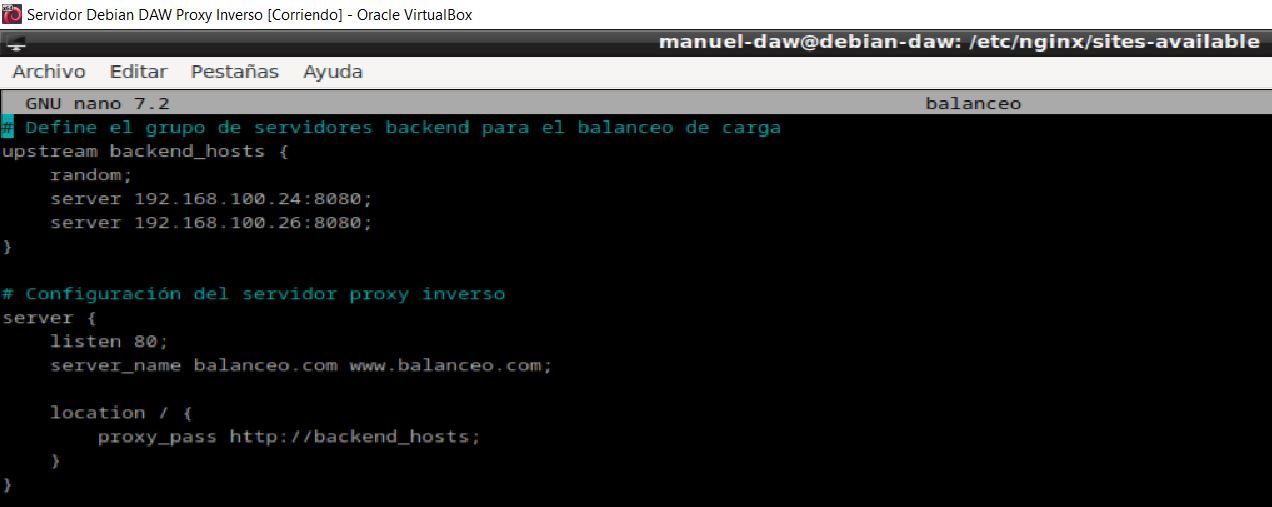 Servidor Debian DAW Proxy Inverso [Corriendo] - Oracle VirtualBox
manuel-daw@debian-daw: /etc/nginx/sites-available
Archivo Editar Pestañas Ayuda
GNU nano 7.2 balanceo
# Define el grupo de servidores backend para el balanceo de carga
upstream backend_hosts {
    random;
    server 192.168.100.24:8080;
    server 192.168.100.26:8080;
}

# Configuración del servidor proxy inverso
server {
    listen 80;
    server_name balanceo.com www.balanceo.com;

    location / {
        proxy_pass http://backend_hosts;
    }
}